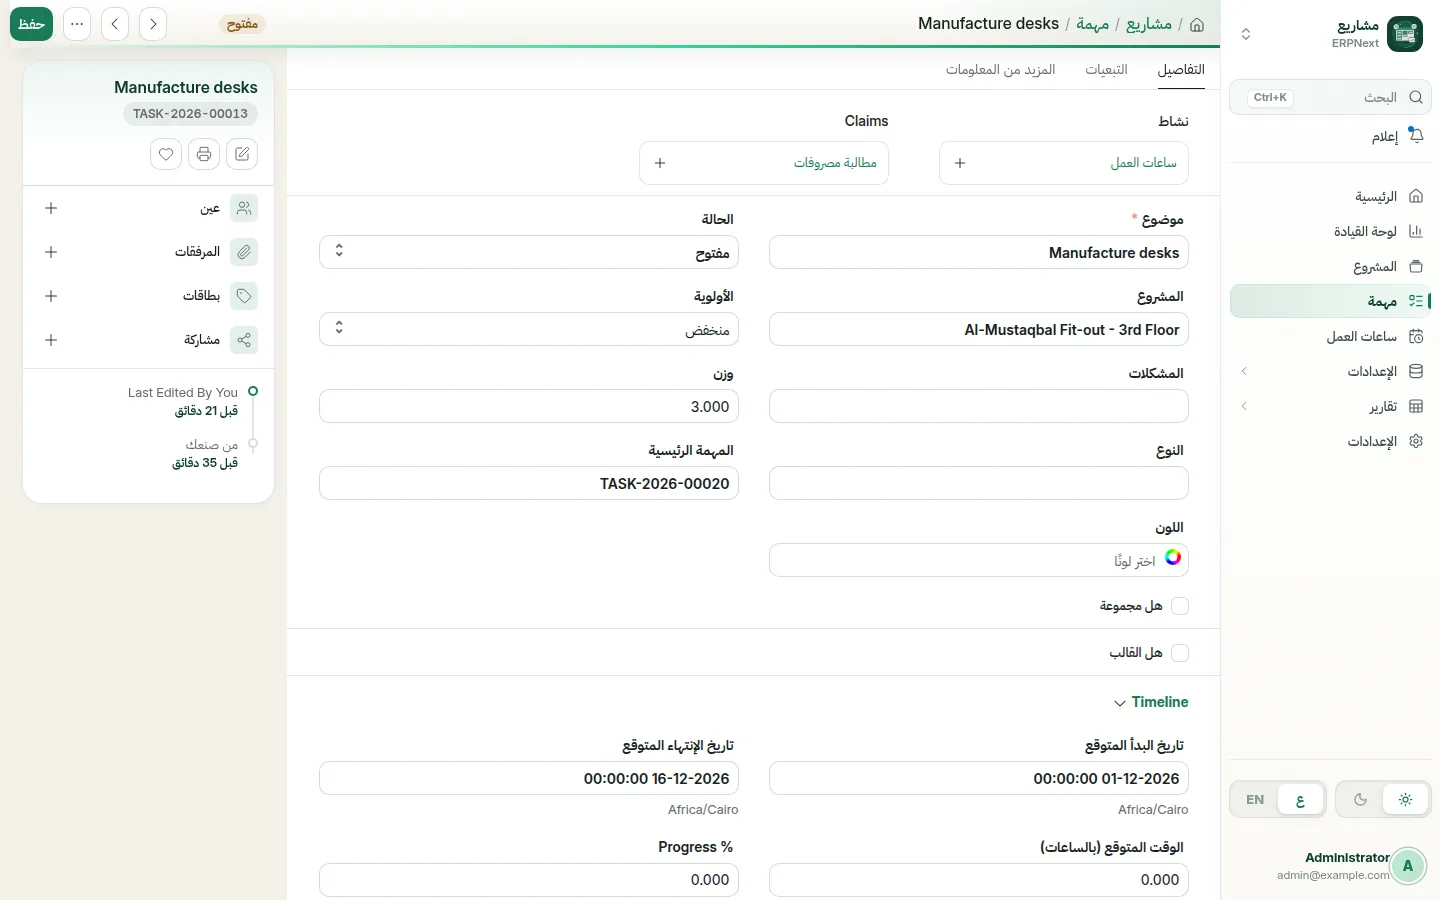 مشاريع
ERPNext
البحث
Ctrl+K
إعلام
الرئيسية
لوحة القيادة
المشروع
مهمة
ساعات العمل
الإعدادات
تقارير
الإعدادات
EN
ع
Administrator
admin@example.com
A
مشاريع / مهمة / Manufacture desks
مفتوح
حفظ
التفاصيل
التبعيات
المزيد من المعلومات
نشاط
Claims
ساعات العمل
مطالبة مصروفات
موضوع *
الحالة
Manufacture desks
مفتوح
المشروع
الأولوية
Al-Mustaqbal Fit-out - 3rd Floor
منخفض
المشكلات
وزن
3.000
النوع
المهمة الرئيسية
TASK-2026-00020
اللون
اختر لونًا
هل مجموعة
هل القالب
Timeline
تاريخ البدأ المتوقع
تاريخ الإنتهاء المتوقع
01-12-2026 00:00:00
16-12-2026 00:00:00
Africa/Cairo
Africa/Cairo
الوقت المتوقع (بالساعات)
% Progress
0.000
0.000
Manufacture desks
TASK-2026-00013
عين
المرفقات
بطاقات
مشاركة
Last Edited By You
قبل 21 دقائق
من صنعك
قبل 35 دقائق